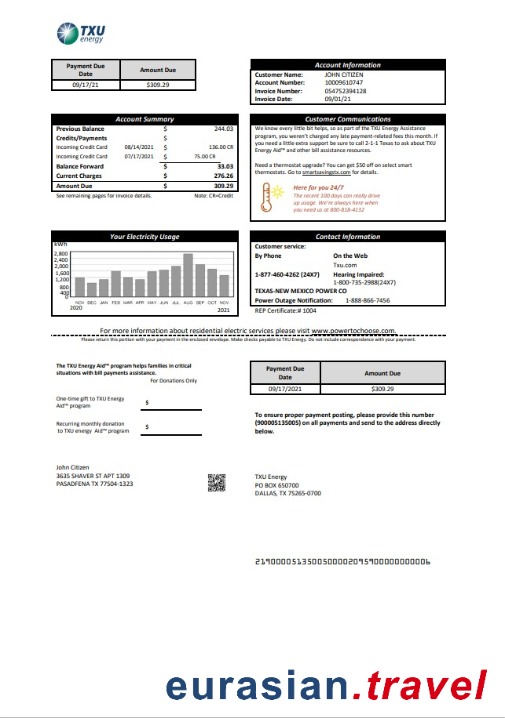 TXU
energy
Payment Due Date
Amount Due
09/17/21
$309.29
Account Information
Customer Name: JOHN CITIZEN
Account Number: 10009610747
Invoice Number: 054752394128
Invoice Date: 09/01/21
Account Summary
Previous Balance $ 244.03
Credits/Payments $
Incoming Credit Card 08/14/2021 $ 136.00 CR
Incoming Credit Card 07/17/2021 $ 75.00 CR
Balance Forward $ 33.03
Current Charges $ 276.26
Amount Due $ 309.29
See remaining pages for invoice details. Note: CR=Credit
Customer Communications
We know every little bit helps, so as part of the TXU Energy Assistance
program, you weren't charged any late payment-related fees this month. If
you need a little extra support be sure to call 2-1-1 Texas to ask about TXU
Energy Aid™ and other bill assistance resources.
Need a thermostat upgrade? You can get $50 off on select smart
thermostats. Go to smartsavingstx.com for details.
Here for you 24/7
The recent 100 days can really drive
up usage. We're always here when
you need us at 800-818-4132
Your Electricity Usage
kWh
2,800
2,400
2,000
1,600
1,200
800
400
0
NOV DEC JAN FEB MAR APR MAY JUN JUL AUG SEP OCT NOV
2020 2021
Contact Information
Customer service:
By Phone On the Web
Txu.com
1-877-460-4262 (24X7) Hearing Impaired:
1-800-735-2988(24X7)
TEXAS-NEW MEXICO POWER CO
Power Outage Notification: 1-888-866-7456
REP Certificate:# 1004
For more information about residential electric services please visit www.powertochoose.com.
Please return this portion with your payment in the enclosed envelope. Make checks payable to TXU Energy. Do not include correspondence with your payment.
The TXU Energy Aid™ program helps families in critical
situations with bill payments assistance.
For Donations Only
One-time gift to TXU Energy
Aid™ program $
Recurring monthly donation
to TXU energy Aid™ program $
Payment Due Date
Amount Due
09/17/2021
$309.29
To ensure proper payment posting, please provide this number
(900005135005) on all payments and send to the address directly
below.
John Citizen
3635 SHAVER ST APT 1309
PASADFENA TX 77504-1323
TXU Energy
PO BOX 650700
DALLAS, TX 75265-0700
eurasian.travel